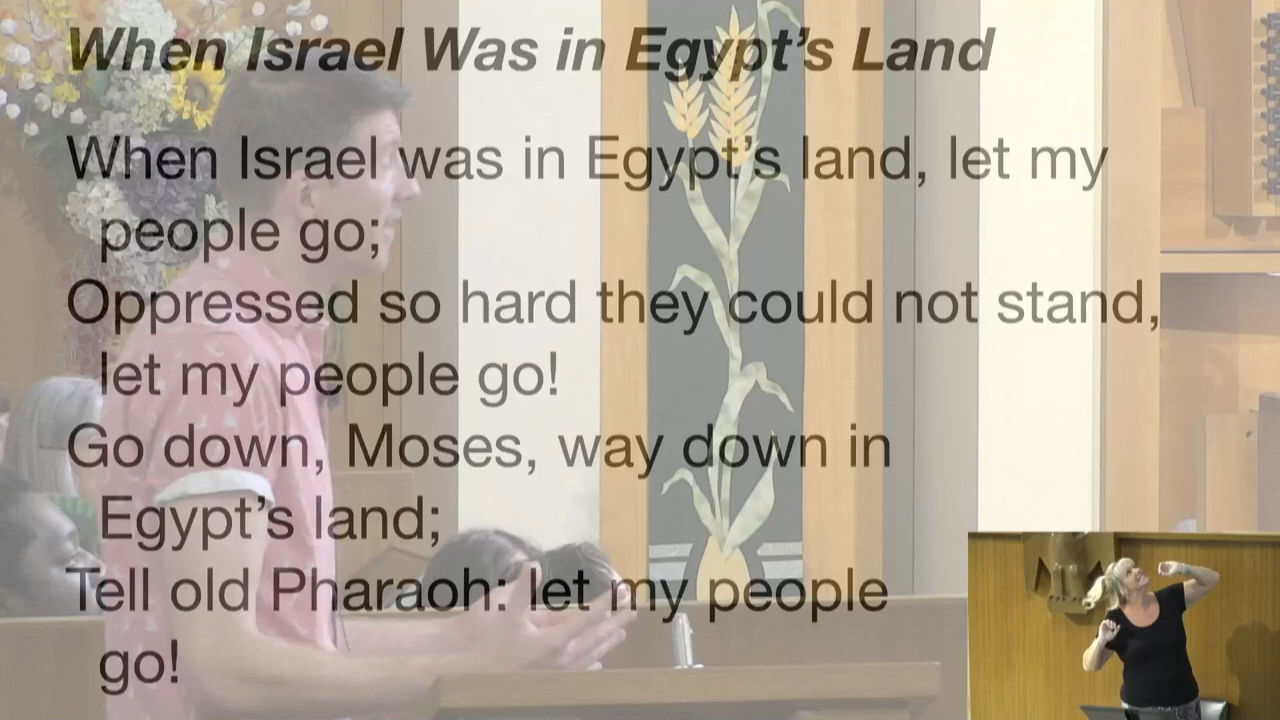 When Israel Was in Egypt’s Land
When Israel was in Egypt’s land, let my
people go;
Oppressed so hard they could not stand,
let my people go!
Go down, Moses, way down in
Egypt’s land;
Tell old Pharaoh: let my people
go!